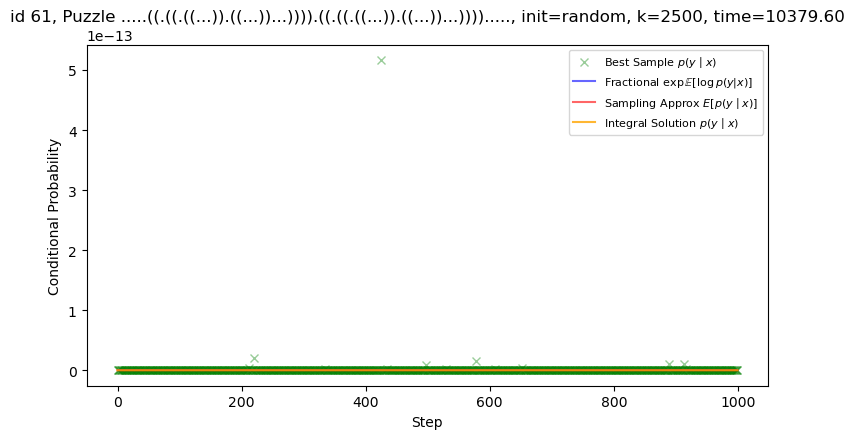 id 61, Puzzle .....((.((.((...)).((...))...)))).((.((.((...)).((...))...))))....., init=random, k=2500, time=10379.60
1e−13
5
4
3
2
1
0
Conditional Probability
Best Sample p(y | x)
Fractional exp𝔼[log p(y|x)]
Sampling Approx E[p(y | x)]
Integral Solution p(y | x)
0 200 400 600 800 1000
Step